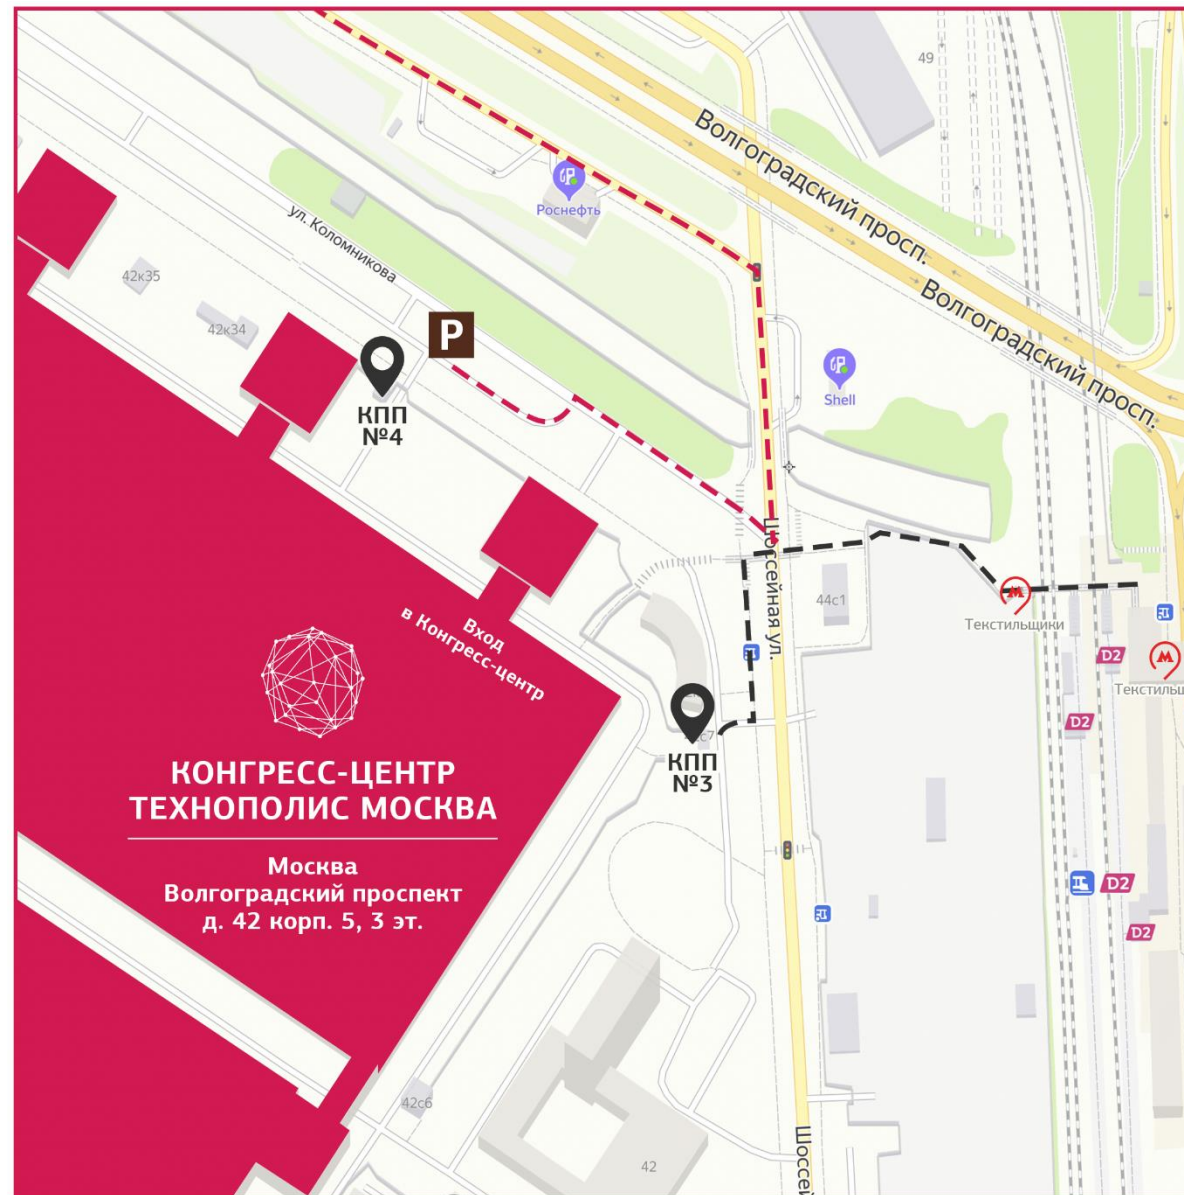 49
Волгоградский просп.
Роснефть
ул. Коломникова
42к35
Волгоградский просп.
42к34
P
Shell
КПП
№4
Шоссейная ул.
44с1
Текстильщики
Вход
в Конгресс-центр
D2
D2
КПП
№3
КОНГРЕСС-ЦЕНТР
ТЕХНОПОЛИС МОСКВА
Москва
Волгоградский проспект
д. 42 корп. 5, 3 эт.
D2
D2
42с6
42